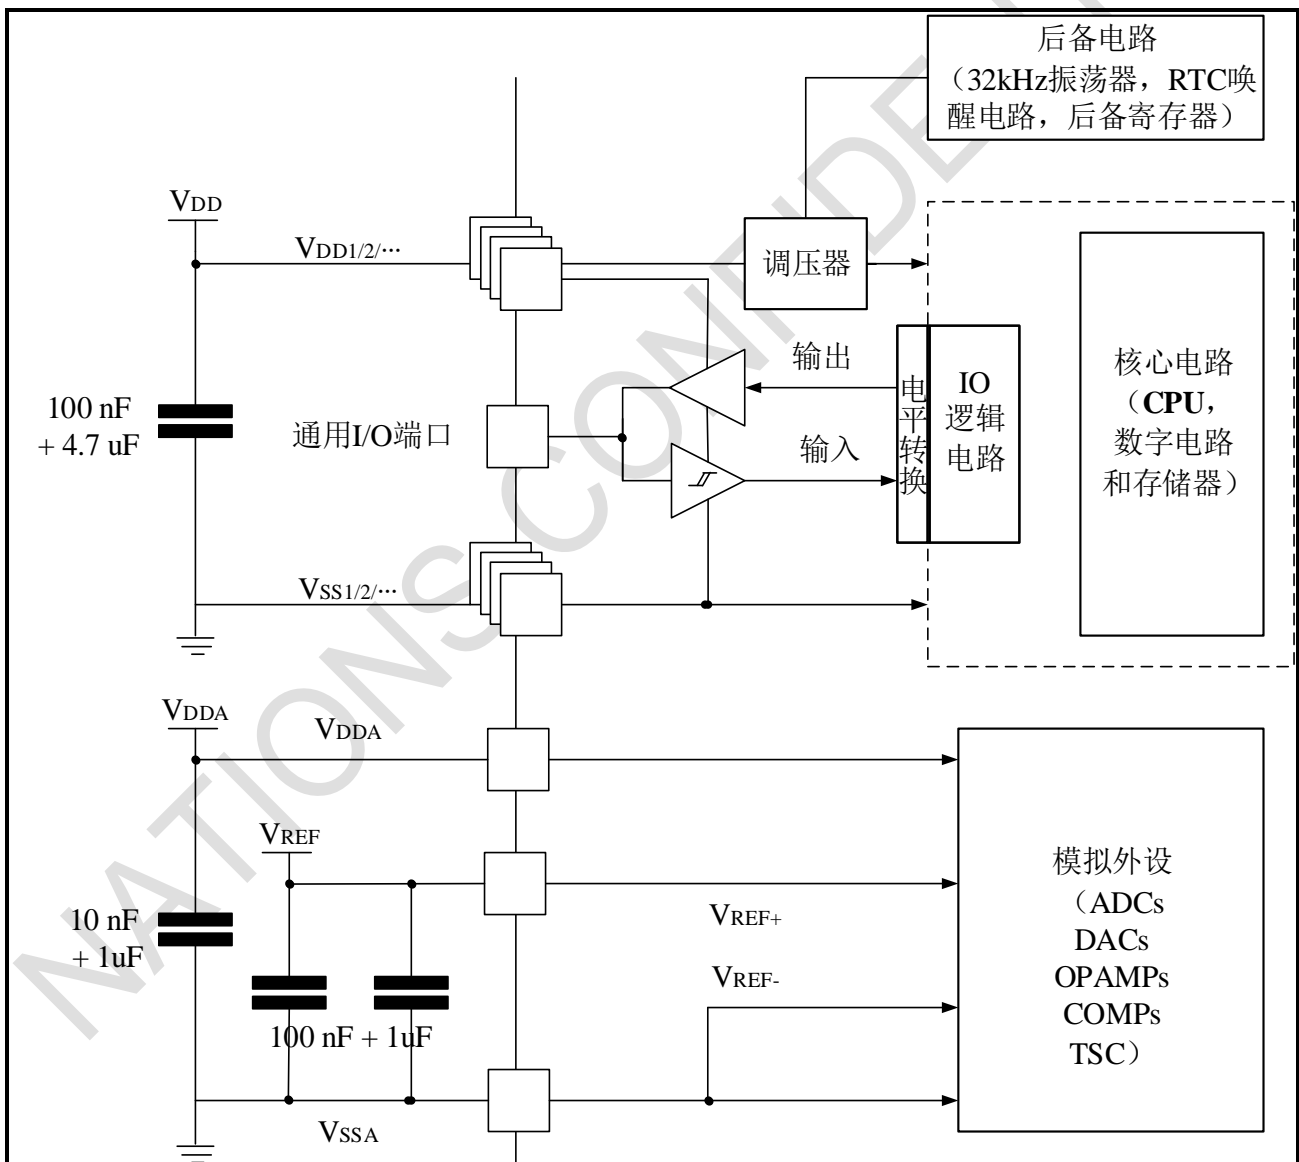 后备电路
（32kHz振荡器，RTC唤
醒电路，后备寄存器）
VDD
VDD1/2/···
调压器
100 nF
+ 4.7 uF
通用I/O端口
输出
输入
电平转换
IO
逻辑
电路
核心电路
（CPU，
数字电路
和存储器）
VSS1/2/···
VDDA
VDDA
VREF
10 nF
+ 1uF
100 nF + 1uF
VREF+
VREF-
模拟外设
（ADCs
DACs
OPAMPs
COMPs
TSC）
VSSA
NATIONS CONFIDE